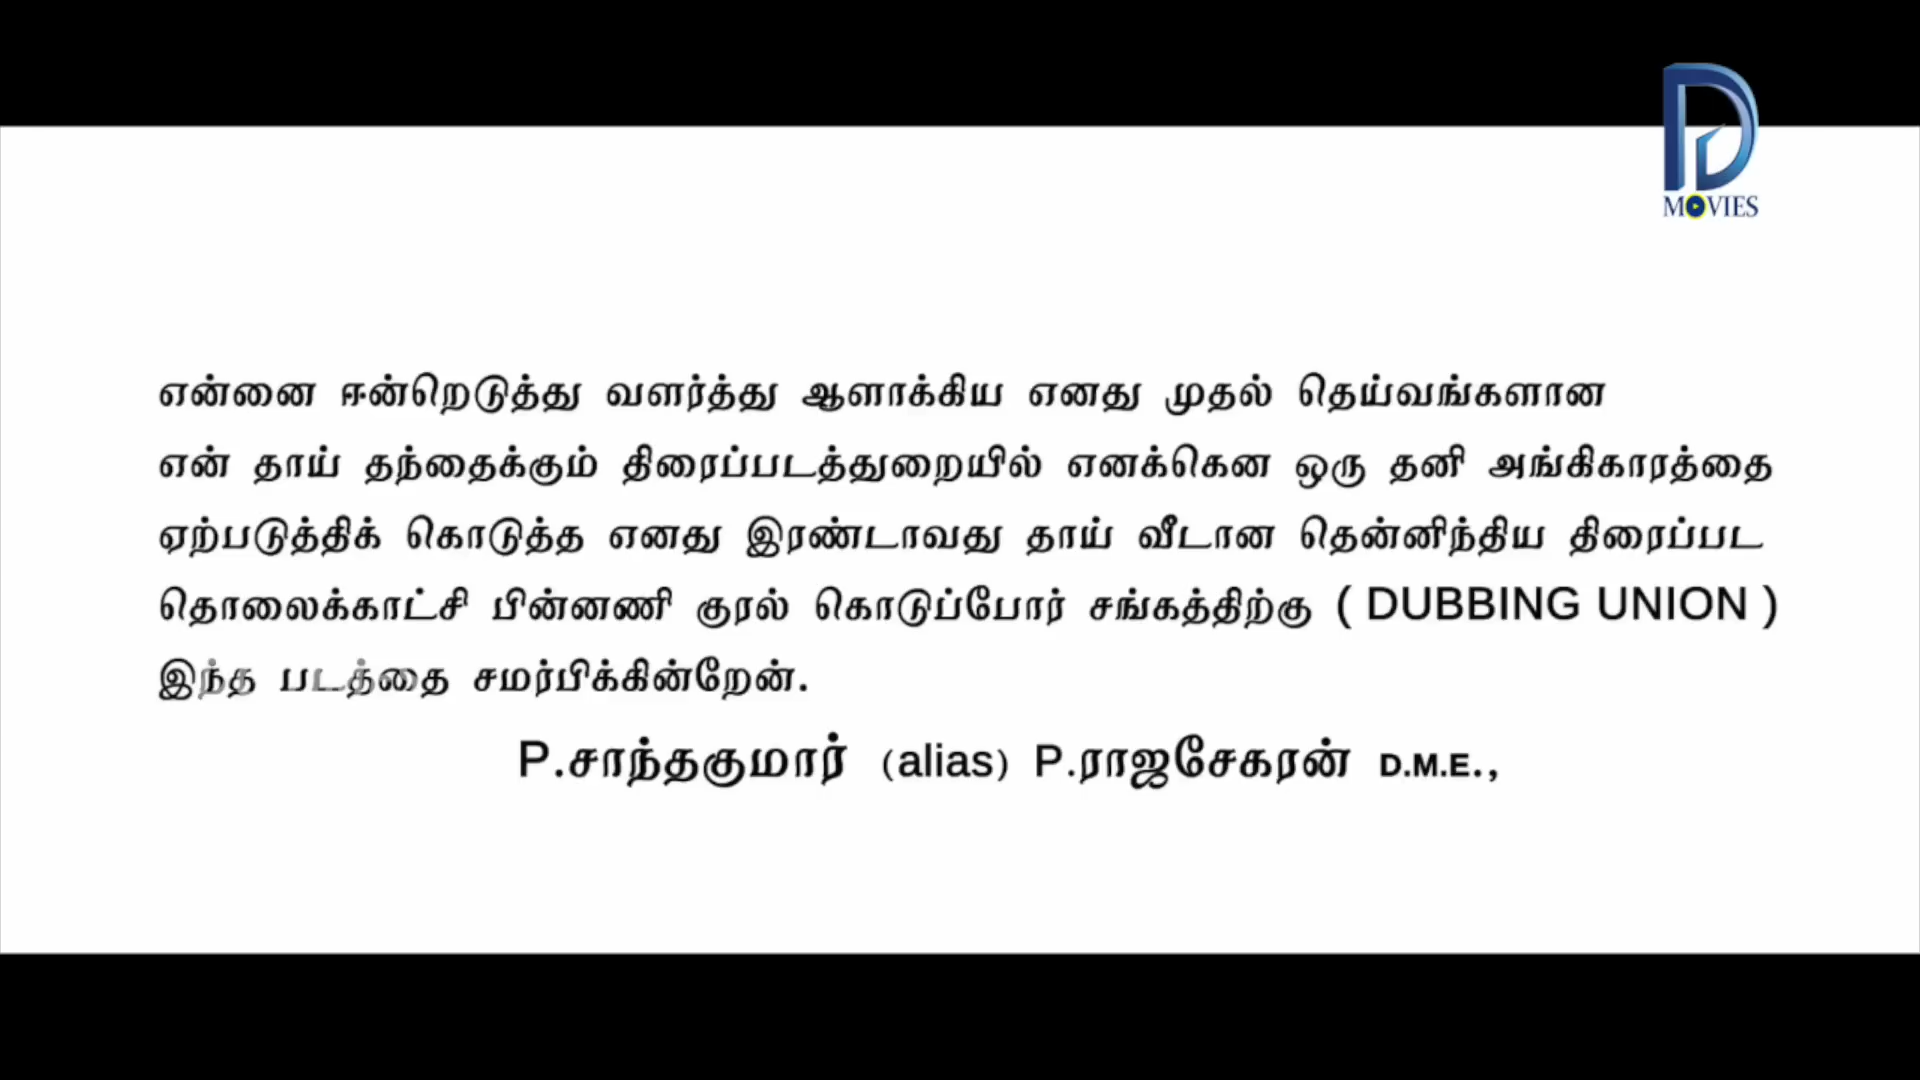 D
MOVIES
என்னை ஈன்றெடுத்து வளர்த்து ஆளாக்கிய எனது முதல் தெய்வங்களான
என் தாய் தந்தைக்கும் திரைப்படத்துறையில் எனக்கென ஒரு தனி அங்கிகாரத்தை
ஏற்படுத்திக் கொடுத்த எனது இரண்டாவது தாய் வீடான தென்னிந்திய திரைப்பட
தொலைக்காட்சி பின்னணி குரல் கொடுப்போர் சங்கத்திற்கு ( DUBBING UNION )
இந்த படத்தை சமர்பிக்கின்றேன்.
P.சாந்தகுமார் (alias) P.ராஜசேகரன் D.M.E.,